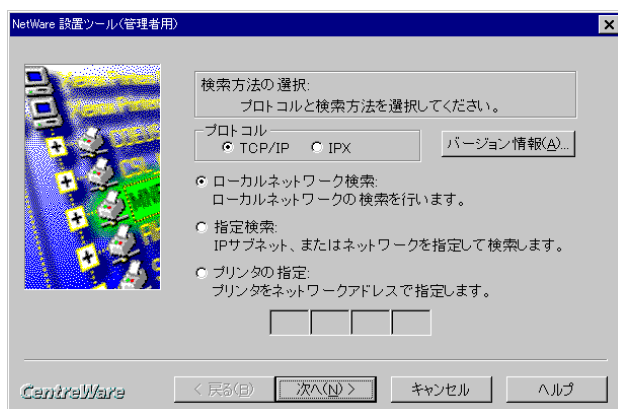 NetWare 設置ツール(管理者用)
検索方法の選択:
プロトコルと検索方法を選択してください。
プロトコル
TCP/IP
IPX
バージョン情報(A)...
ローカルネットワーク検索:
ローカルネットワークの検索を行います。
指定検索:
IPサブネット、またはネットワークを指定して検索します。
プリンタの指定:
プリンタをネットワークアドレスで指定します。
CentreWare
< 戻る(B)
次へ(N) >
キャンセル
ヘルプ